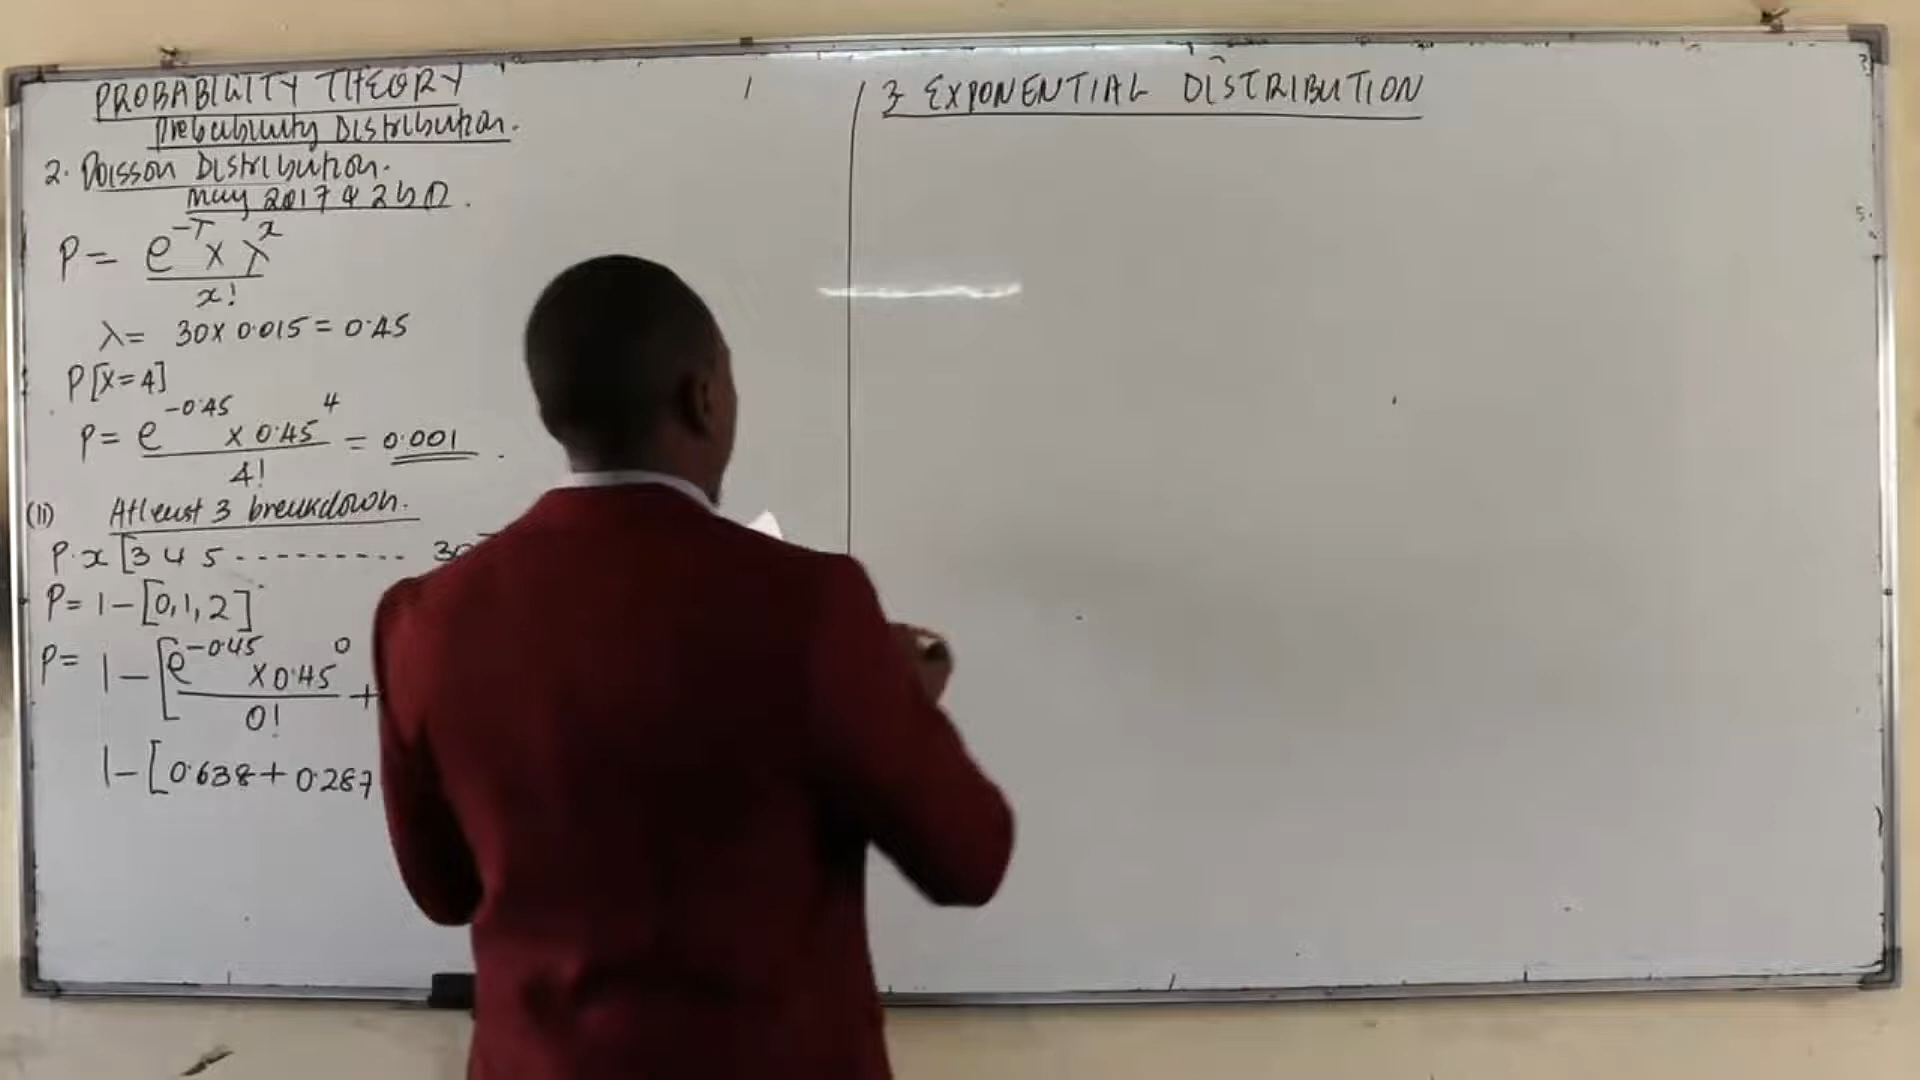 PROBABILITY THEORY
Probability Distribution.
2. Poisson Distribution.
May 2017 Q 2b (i).
P = e^-λ × λ^x
x!
λ = 30 × 0.015 = 0.45
P[X=4]
P = e^-0.45 × 0.45^4 = 0.001
4!
(ii) Atleast 3 breakdown.
P.x [3 4 5 ---------- 30
P = 1 - [0,1,2]
P = 1 - [e^-0.45 × 0.45^0 +
0!
1 - [0.638 + 0.287
3 EXPONENTIAL DISTRIBUTION